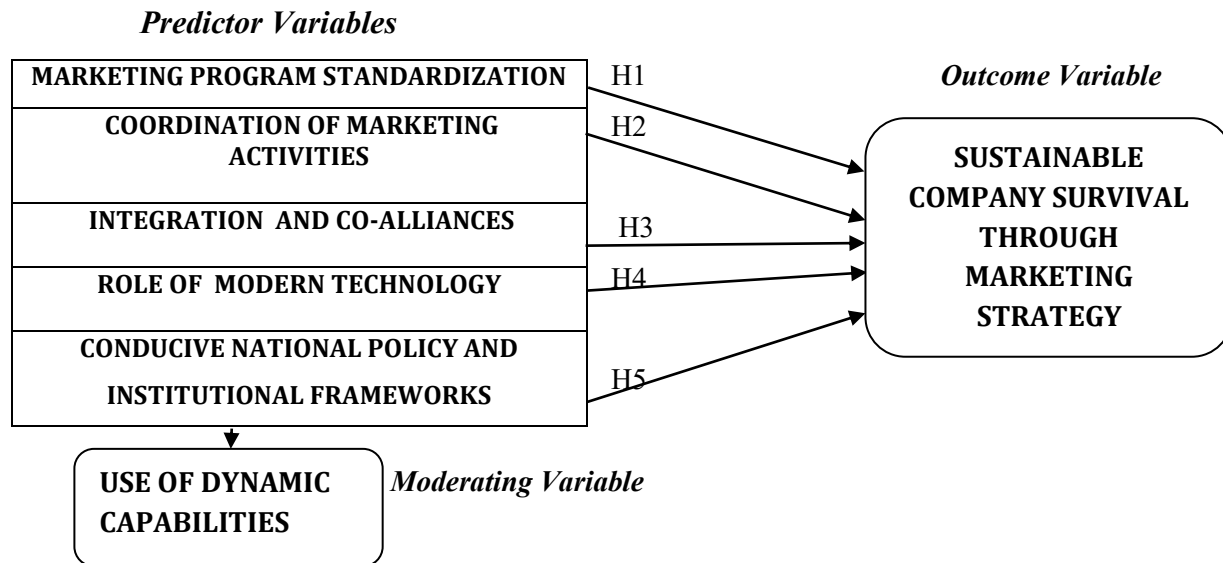 Predictor Variables
MARKETING PROGRAM STANDARDIZATION
COORDINATION OF MARKETING
ACTIVITIES
INTEGRATION AND CO-ALLIANCES
ROLE OF MODERN TECHNOLOGY
CONDUCIVE NATIONAL POLICY AND
INSTITUTIONAL FRAMEWORKS
H1
H2
H3
H4
H5
Outcome Variable
SUSTAINABLE
COMPANY SURVIVAL
THROUGH
MARKETING
STRATEGY
USE OF DYNAMIC
CAPABILITIES
Moderating Variable